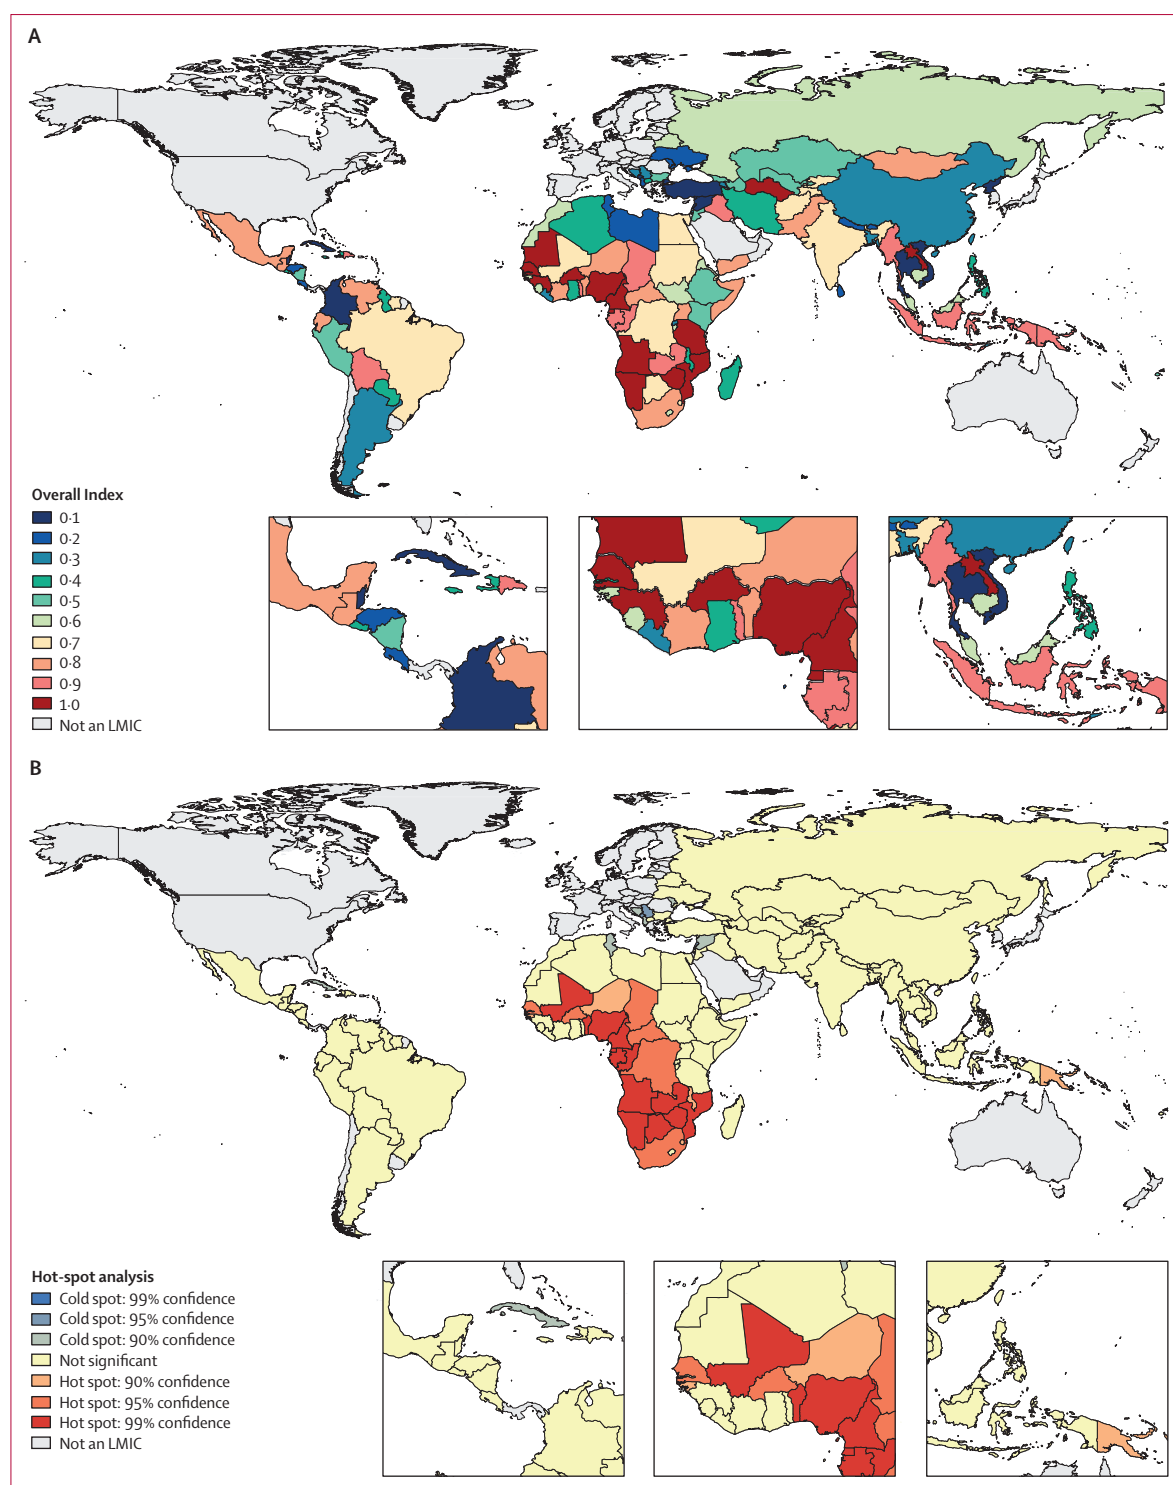 A
Overall Index
0·1
0·2
0·3
0·4
0·5
0·6
0·7
0·8
0·9
1·0
Not an LMIC
B
Hot-spot analysis
Cold spot: 99% confidence
Cold spot: 95% confidence
Cold spot: 90% confidence
Not significant
Hot spot: 90% confidence
Hot spot: 95% confidence
Hot spot: 99% confidence
Not an LMIC